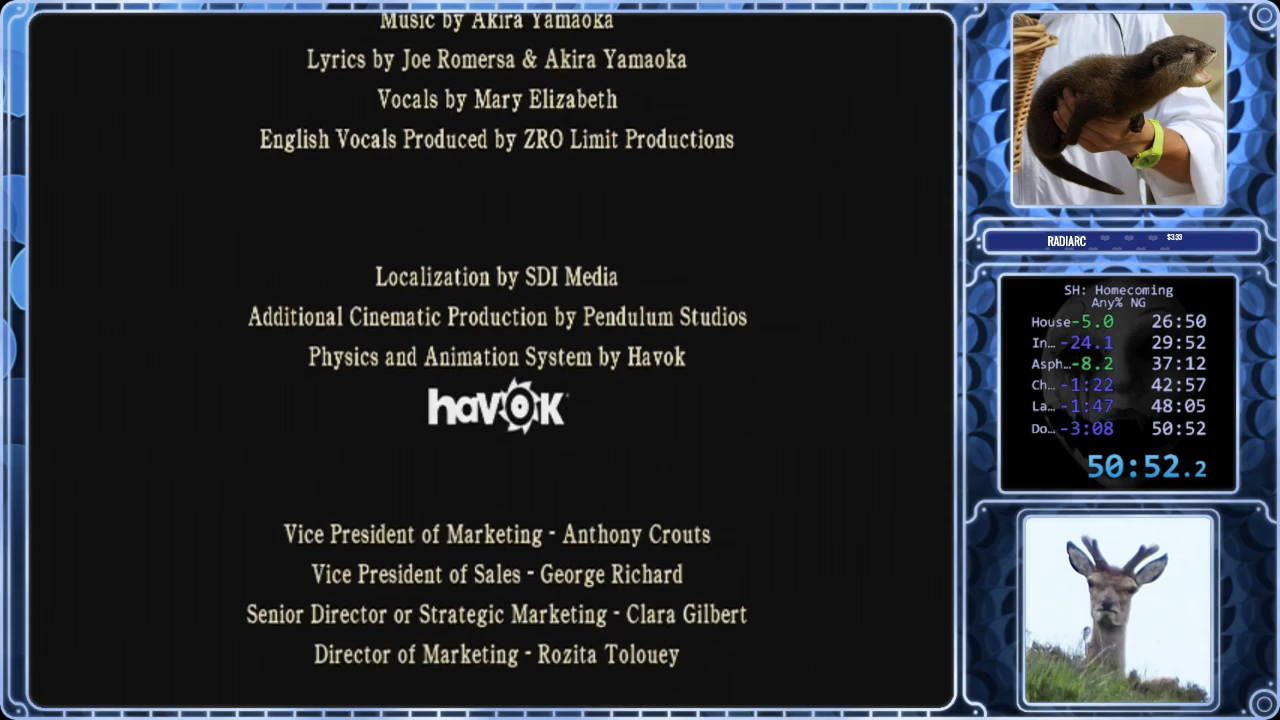 Music by Akira Yamaoka
Lyrics by Joe Romersa & Akira Yamaoka
Vocals by Mary Elizabeth
English Vocals Produced by ZRO Limit Productions
Localization by SDI Media
Additional Cinematic Production by Pendulum Studios
Physics and Animation System by Havok
havok
Vice President of Marketing - Anthony Crouts
Vice President of Sales - George Richard
Senior Director or Strategic Marketing - Clara Gilbert
Director of Marketing - Rozita Tolouey
RADIARC $3.33
SH: Homecoming
Any% NG
House -5.0 26:50
In... -24.1 29:52
Asph... -8.2 37:12
Ch... -1:22 42:57
La... -1:47 48:05
Do... -3:08 50:52
50:52.2